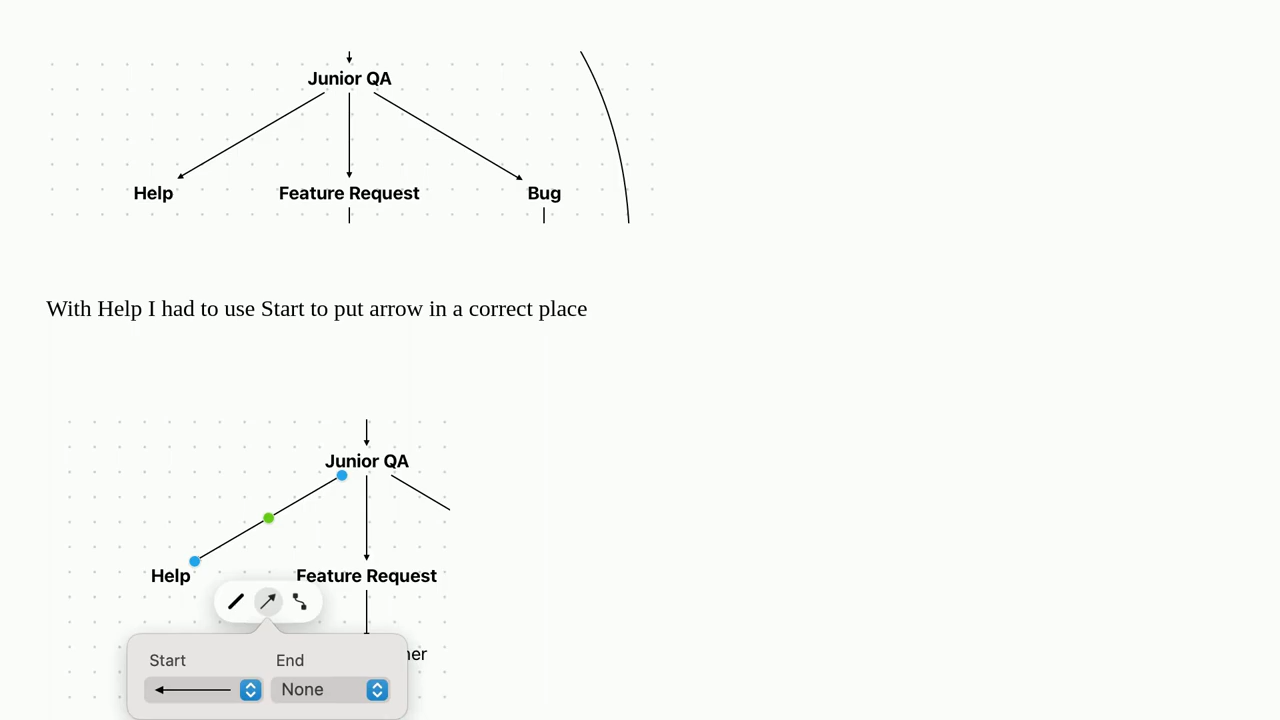 Junior QA
Help Feature Request Bug
With Help I had to use Start to put arrow in a correct place
Junior QA
Help Feature Request
Start End
None